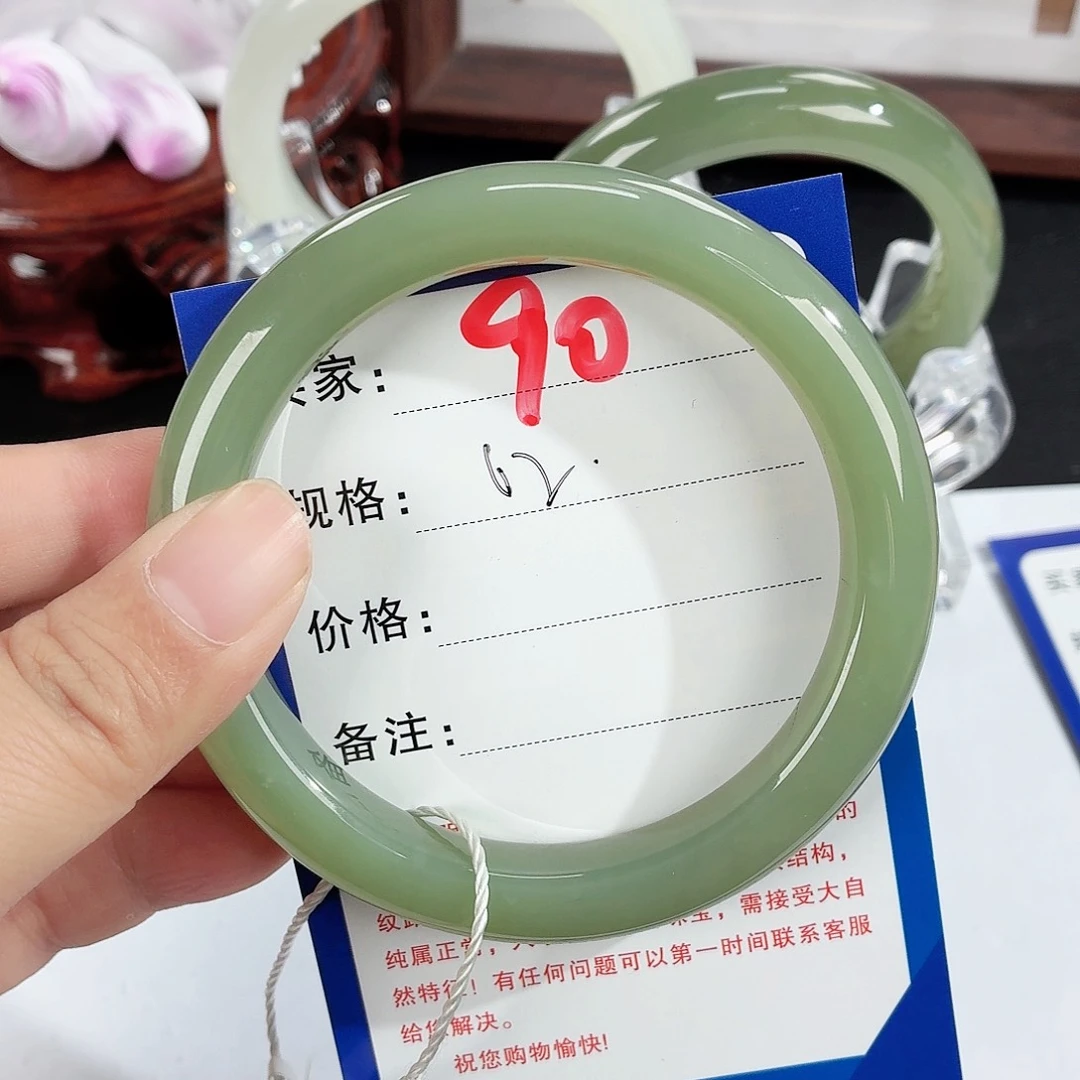 90
家：
规格：62.
价格：
备注：
的
结构，
纹 ，需接受大自
纯属正常，
然特征！有任何问题可以第一时间联系客服
给你解决。
祝您购物愉快！